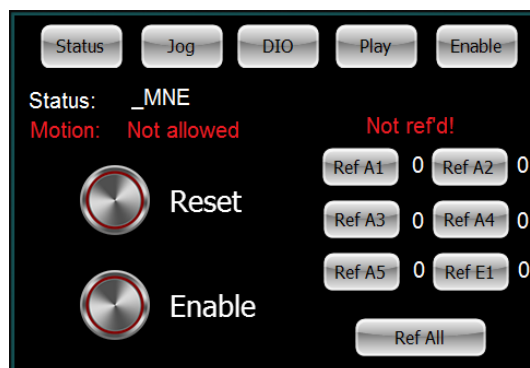 Status Jog DIO Play Enable
Status: _MNE
Motion: Not allowed
Not ref'd!
Ref A1 0 Ref A2 0
Reset
Ref A3 0 Ref A4 0
Ref A5 0 Ref E1 0
Enable
Ref All